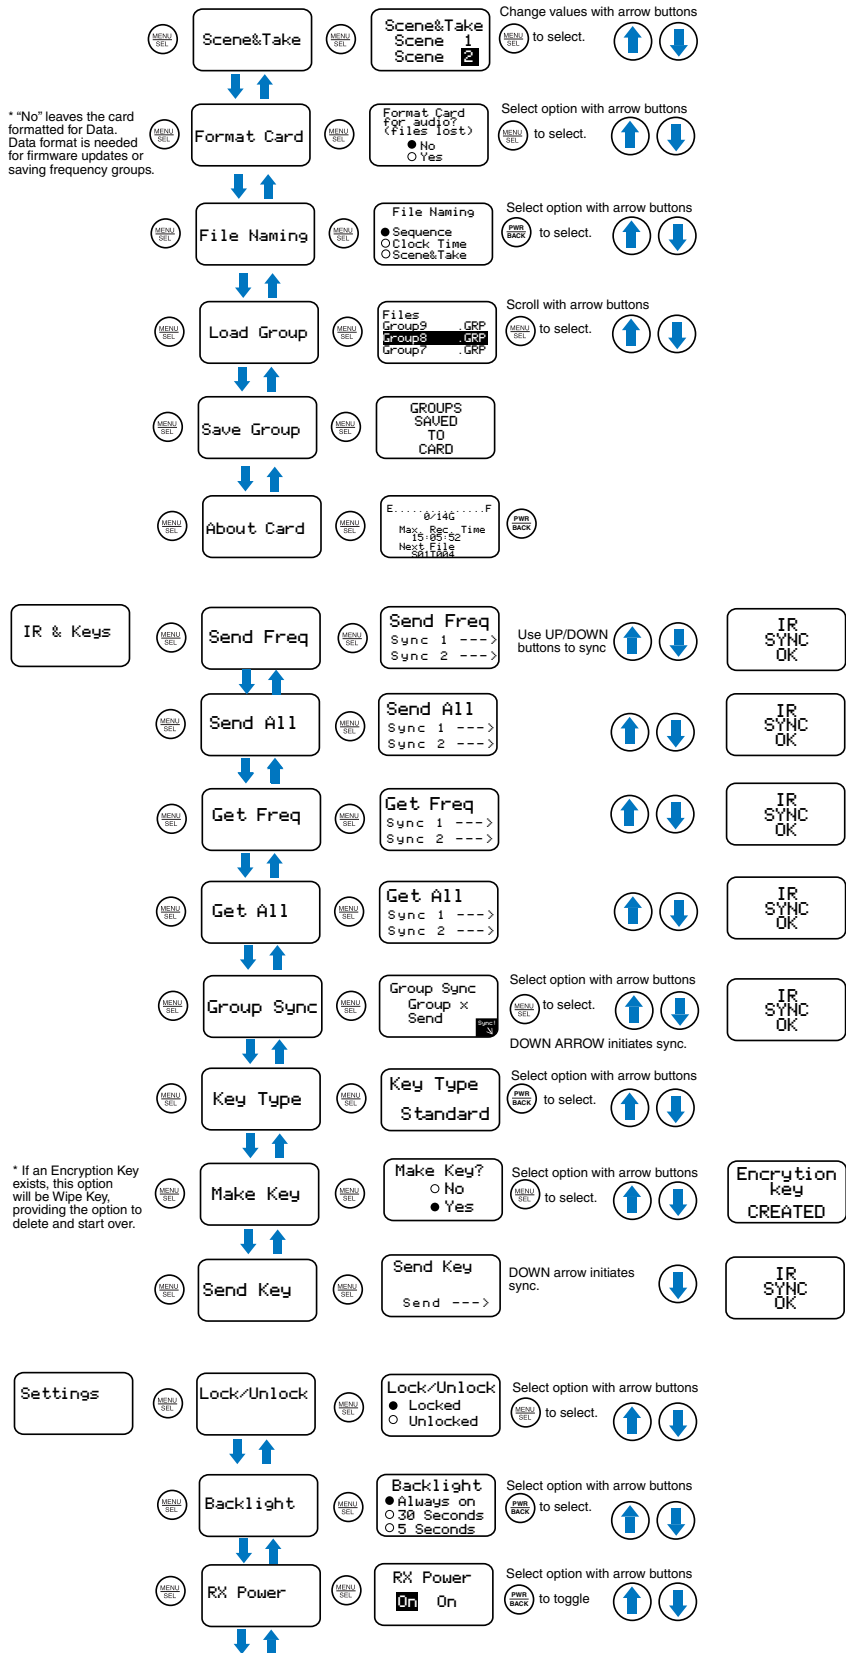 MENU
SEL
Scene&Take
MENU
SEL
Scene&Take
Scene 1
Scene 2
Change values with arrow buttons
MENU
SEL
to select.
* "No" leaves the card
formatted for Data.
Data format is needed
for firmware updates or
saving frequency groups.
MENU
SEL
Format Card
MENU
SEL
Format Card
for audio?
(files lost)
No
Yes
Select option with arrow buttons
MENU
SEL
to select.
MENU
SEL
File Naming
MENU
SEL
File Naming
Sequence
Clock Time
Scene&Take
Select option with arrow buttons
PWR
BACK
to select.
MENU
SEL
Load Group
MENU
SEL
Files
Group9 .GRP
Group8 .GRP
Group7 .GRP
Scroll with arrow buttons
MENU
SEL
to select.
MENU
SEL
Save Group
MENU
SEL
GROUPS
SAVED
TO
CARD
MENU
SEL
About Card
MENU
SEL
E...............F
0/14G
Max. Rec. Time
15:05:52
Next File
S01T004
PWR
BACK
IR & Keys
MENU
SEL
Send Freq
MENU
SEL
Send Freq
Sync 1 --->
Sync 2 --->
Use UP/DOWN
buttons to sync
IR
SYNC
OK
MENU
SEL
Send All
MENU
SEL
Send All
Sync 1 --->
Sync 2 --->
IR
SYNC
OK
MENU
SEL
Get Freq
MENU
SEL
Get Freq
Sync 1 --->
Sync 2 --->
IR
SYNC
OK
MENU
SEL
Get All
MENU
SEL
Get All
Sync 1 --->
Sync 2 --->
IR
SYNC
OK
MENU
SEL
Group Sync
MENU
SEL
Group Sync
Group x
Send
Sync!
Select option with arrow buttons
MENU
SEL
to select.
DOWN ARROW initiates sync.
IR
SYNC
OK
MENU
SEL
Key Type
MENU
SEL
Key Type
Standard
Select option with arrow buttons
PWR
BACK
to select.
* If an Encryption Key
exists, this option
will be Wipe Key,
providing the option to
delete and start over.
MENU
SEL
Make Key
MENU
SEL
Make Key?
No
Yes
Select option with arrow buttons
MENU
SEL
to select.
Encrytion
key
CREATED
MENU
SEL
Send Key
MENU
SEL
Send Key
Send --->
DOWN arrow initiates
sync.
IR
SYNC
OK
Settings
MENU
SEL
Lock/Unlock
MENU
SEL
Lock/Unlock
Locked
Unlocked
Select option with arrow buttons
MENU
SEL
to select.
MENU
SEL
Backlight
MENU
SEL
Backlight
Always on
30 Seconds
5 Seconds
Select option with arrow buttons
PWR
BACK
to select.
MENU
SEL
RX Power
MENU
SEL
RX Power
On On
Select option with arrow buttons
PWR
BACK
to toggle